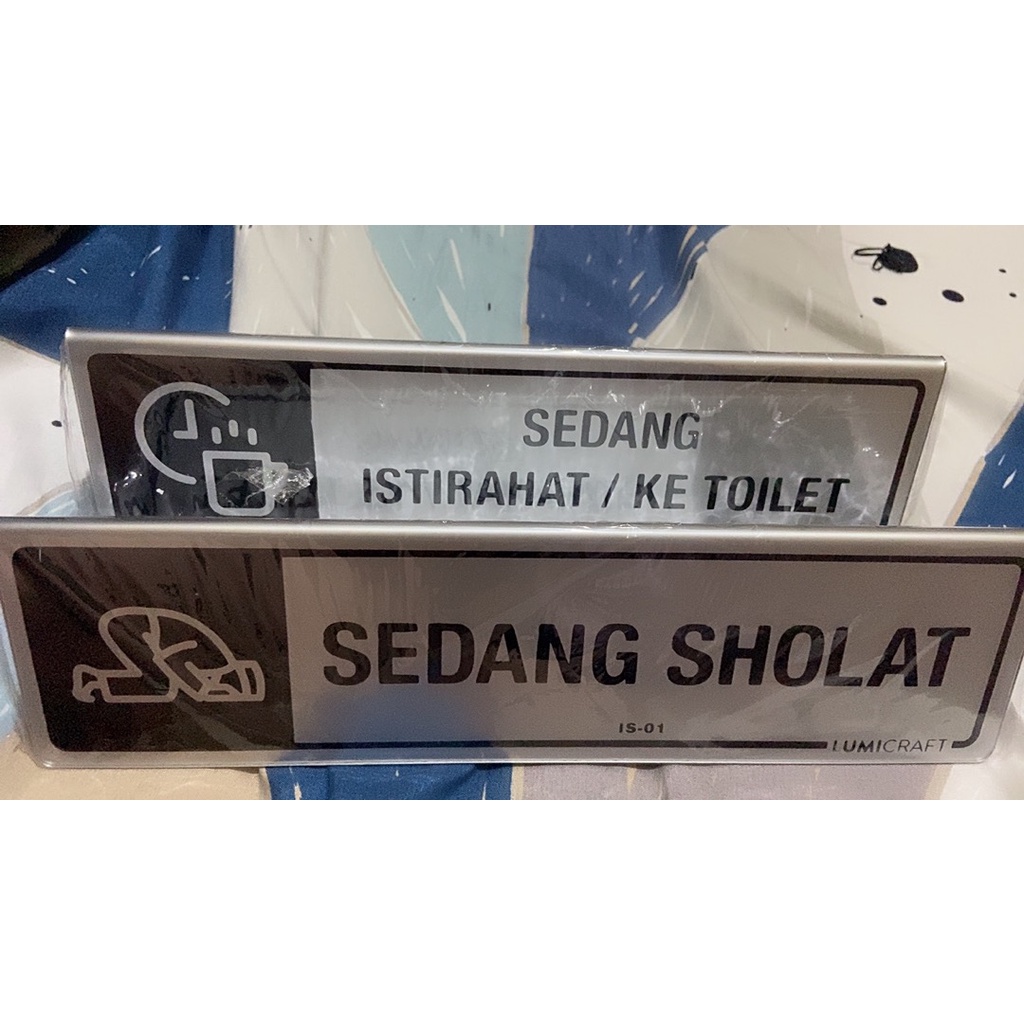 SEDANG
ISTIRAHAT / KE TOILET
SEDANG SHOLAT
IS-01
LUMICRAFT